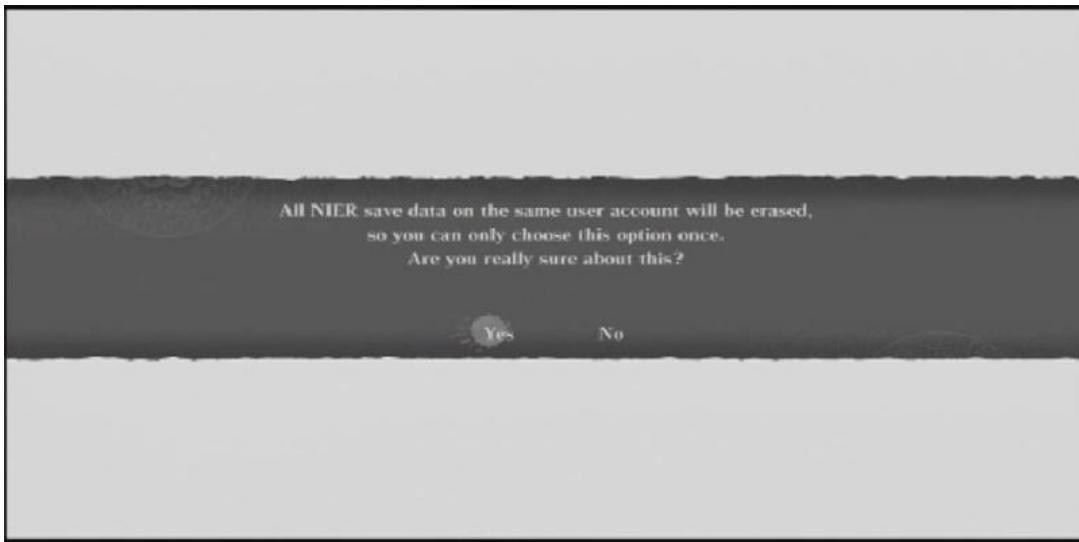 All NIER save data on the same user account will be erased,
so you can only choose this option once.
Are you really sure about this?
Yes No